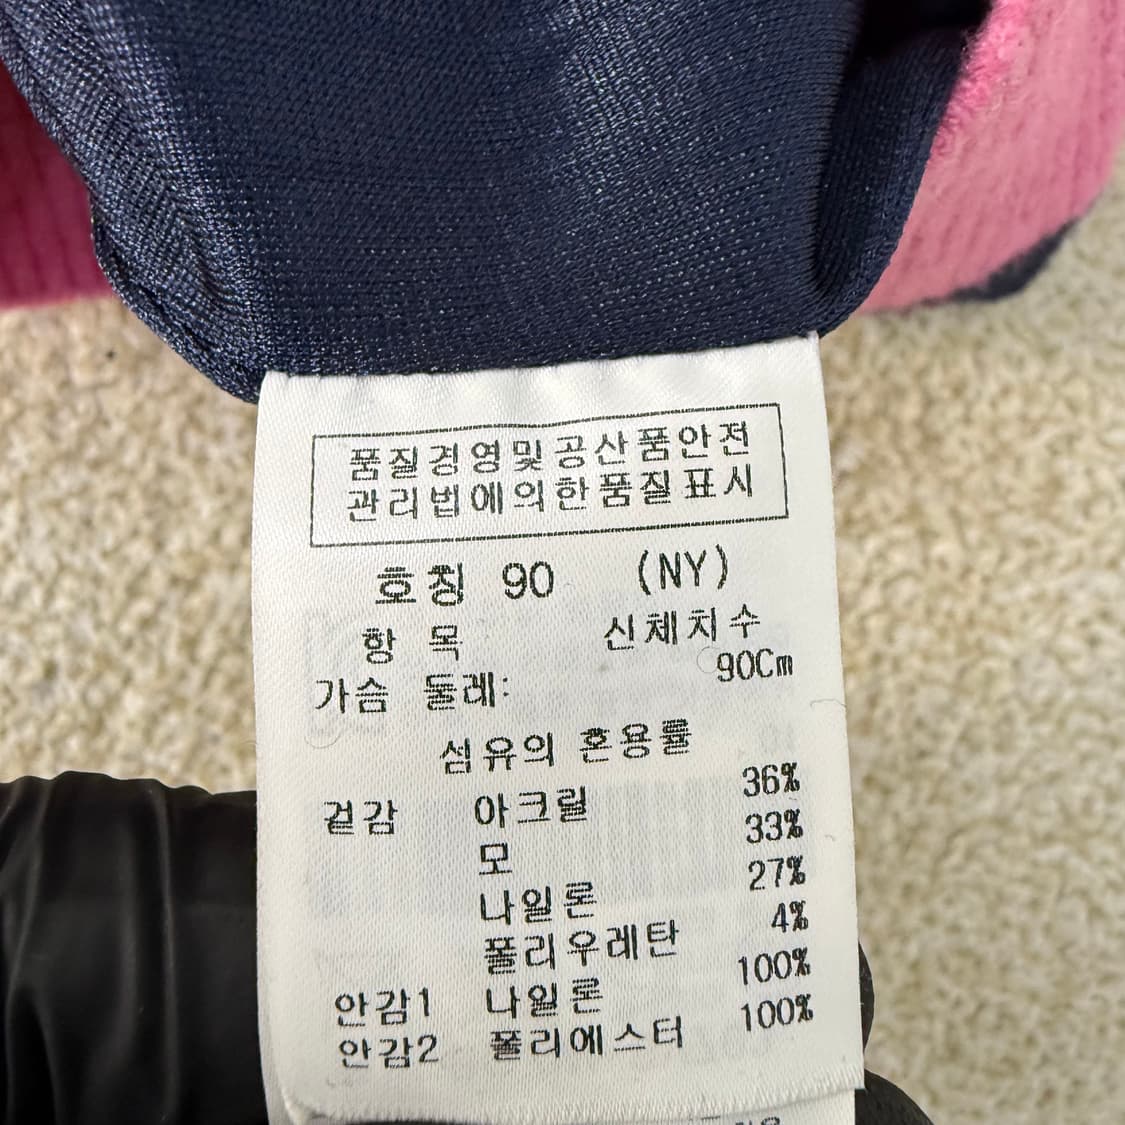 품질경영및공산품안전
관리법에의한품질표시
호칭 90 (NY)
항 목 신체치수
가슴 둘레: 90Cm
섬유의 혼용률
겉감 아크릴 36%
모 33%
나일론 27%
폴리우레탄 4%
안감1 나일론 100%
안감2 폴리에스터 100%